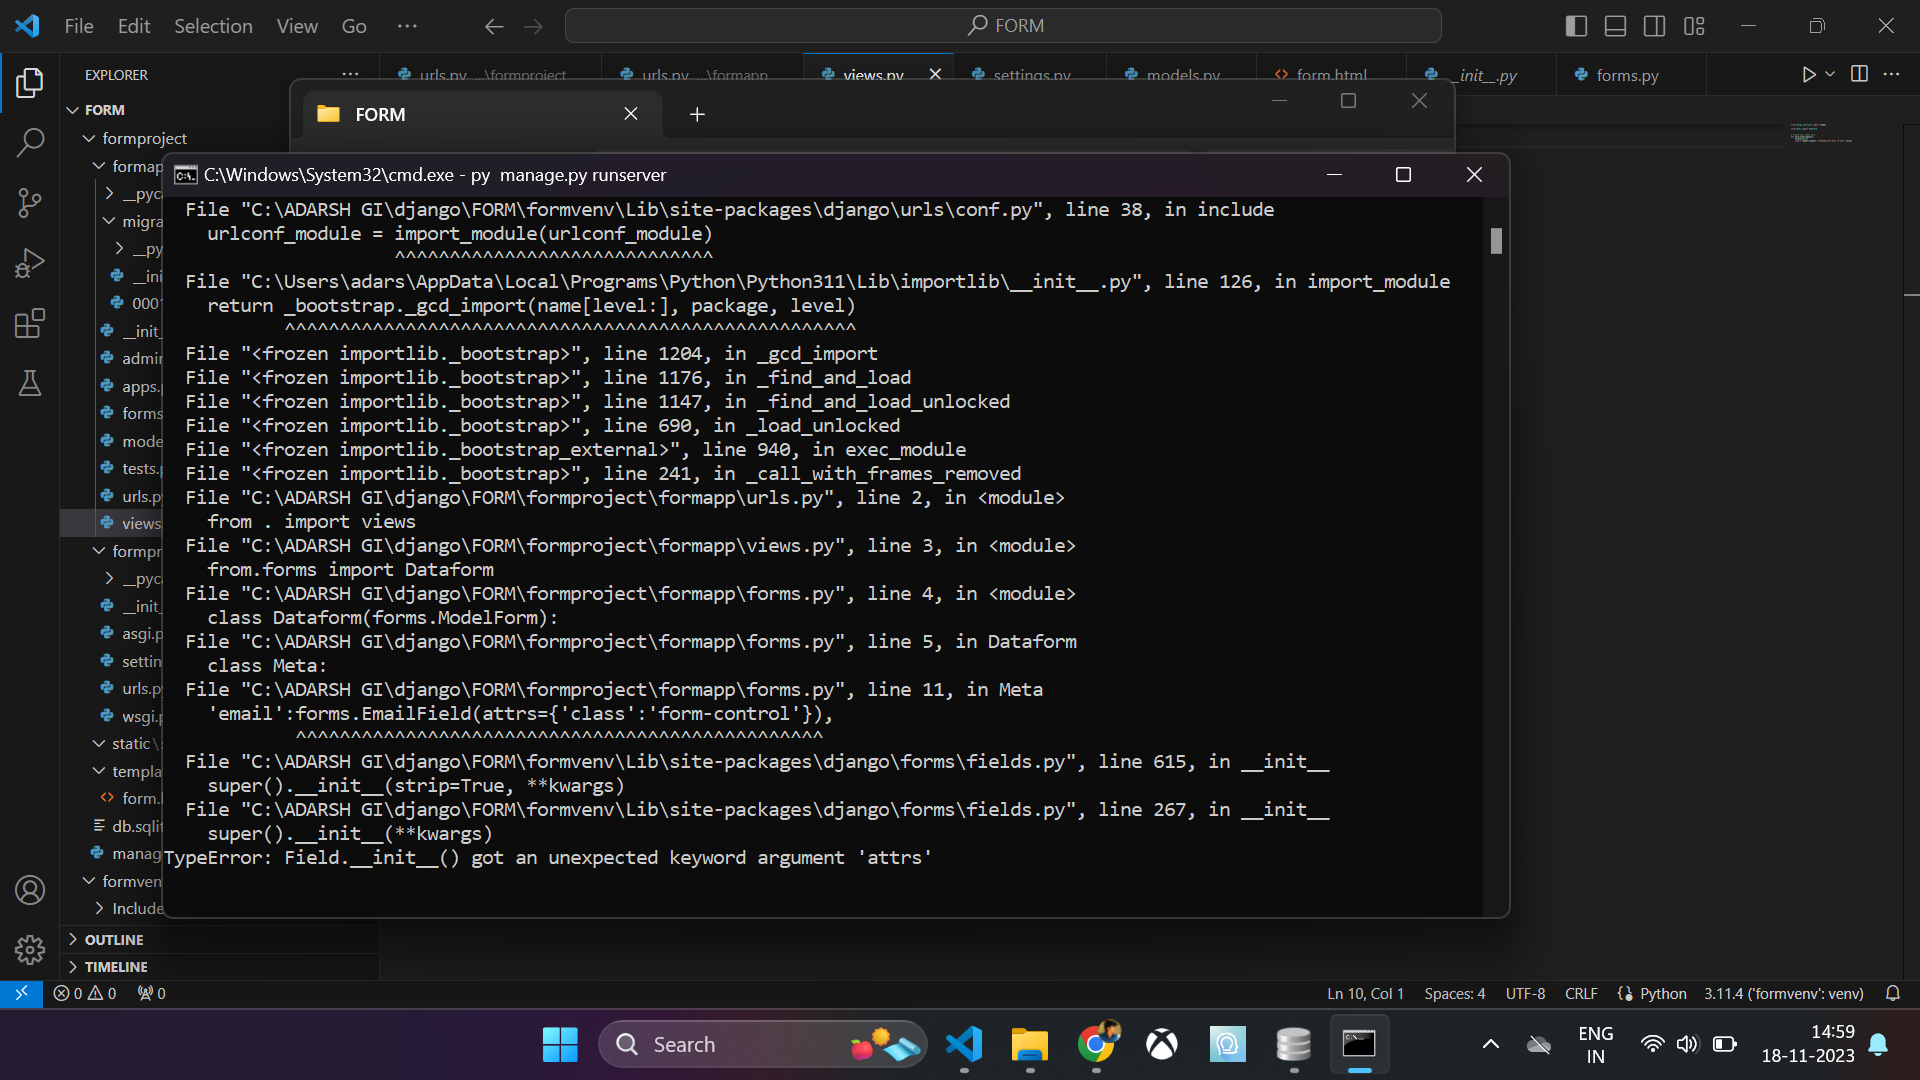 File Edit Selection View Go ···
FORM
EXPLORER
urls.py ...\formproject
urls.py ...\formapp
views.py
settings.py
models.py
form.html
__init__.py
forms.py
FORM
formproject
formap
__pyc
migra
__py
__ini
0001
__init_
admin
apps.p
forms
mode
tests.p
urls.py
views
formpr
__pyc
__init_
asgi.p
settin
urls.py
wsgi.p
static\
templa
form.
db.sqlit
manag
formven
Include
OUTLINE
TIMELINE
FORM
C:\Windows\System32\cmd.exe - py  manage.py runserver
File "C:\ADARSH GI\django\FORM\formvenv\Lib\site-packages\django\urls\conf.py", line 38, in include
urlconf_module = import_module(urlconf_module)
^^^^^^^^^^^^^^^^^^^^^^^^^^^^^
File "C:\Users\adars\AppData\Local\Programs\Python\Python311\Lib\importlib\__init__.py", line 126, in import_module
return _bootstrap._gcd_import(name[level:], package, level)
^^^^^^^^^^^^^^^^^^^^^^^^^^^^^^^^^^^^^^^^^^^^^^^^^^^^
File "<frozen importlib._bootstrap>", line 1204, in _gcd_import
File "<frozen importlib._bootstrap>", line 1176, in _find_and_load
File "<frozen importlib._bootstrap>", line 1147, in _find_and_load_unlocked
File "<frozen importlib._bootstrap>", line 690, in _load_unlocked
File "<frozen importlib._bootstrap_external>", line 940, in exec_module
File "<frozen importlib._bootstrap>", line 241, in _call_with_frames_removed
File "C:\ADARSH GI\django\FORM\formproject\formapp\urls.py", line 2, in <module>
from . import views
File "C:\ADARSH GI\django\FORM\formproject\formapp\views.py", line 3, in <module>
from.forms import Dataform
File "C:\ADARSH GI\django\FORM\formproject\formapp\forms.py", line 4, in <module>
class Dataform(forms.ModelForm):
File "C:\ADARSH GI\django\FORM\formproject\formapp\forms.py", line 5, in Dataform
class Meta:
File "C:\ADARSH GI\django\FORM\formproject\formapp\forms.py", line 11, in Meta
'email':forms.EmailField(attrs={'class':'form-control'}),
^^^^^^^^^^^^^^^^^^^^^^^^^^^^^^^^^^^^^^^^^^^^^^^^
File "C:\ADARSH GI\django\FORM\formvenv\Lib\site-packages\django\forms\fields.py", line 615, in __init__
super().__init__(strip=True, **kwargs)
File "C:\ADARSH GI\django\FORM\formvenv\Lib\site-packages\django\forms\fields.py", line 267, in __init__
super().__init__(**kwargs)
TypeError: Field.__init__() got an unexpected keyword argument 'attrs'
0 0 0
Ln 10, Col 1 Spaces: 4 UTF-8 CRLF Python 3.11.4 ('formvenv': venv)
Search
ENG
IN
14:59
18-11-2023